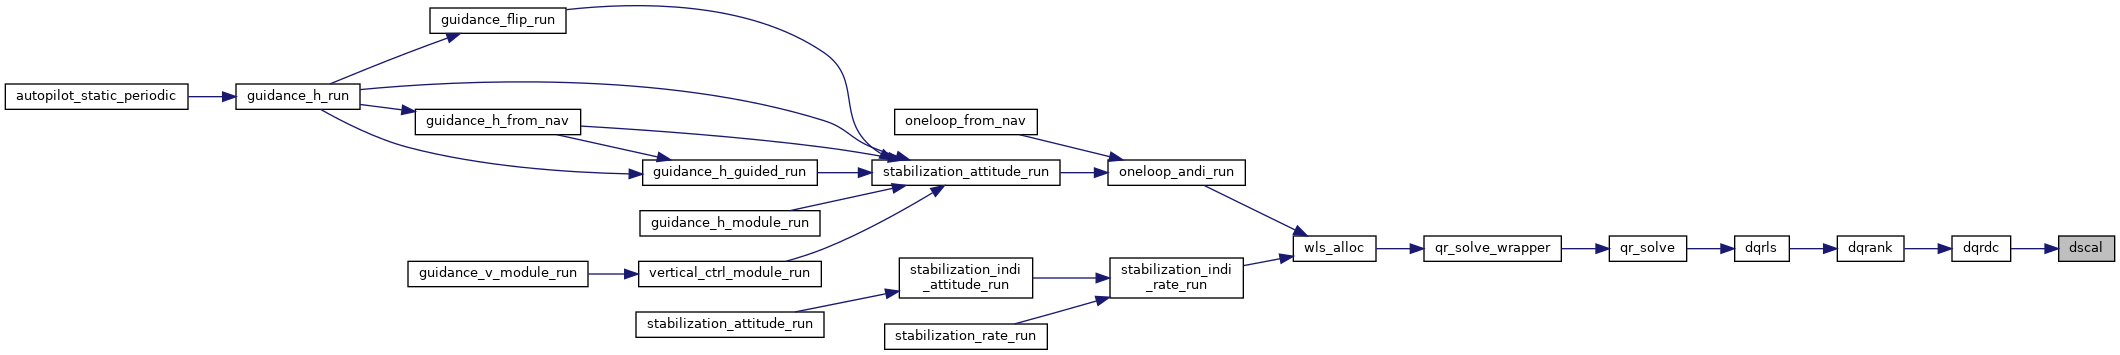 guidance_flip_run
autopilot_static_periodic
guidance_h_run
guidance_h_from_nav
oneloop_from_nav
guidance_h_guided_run
stabilization_attitude_run
oneloop_andi_run
guidance_h_module_run
wls_alloc
qr_solve_wrapper
qr_solve
dqrls
dqrank
dqrdc
dscal
guidance_v_module_run
vertical_ctrl_module_run
stabilization_indi
_attitude_run
stabilization_indi
_rate_run
stabilization_attitude_run
stabilization_rate_run